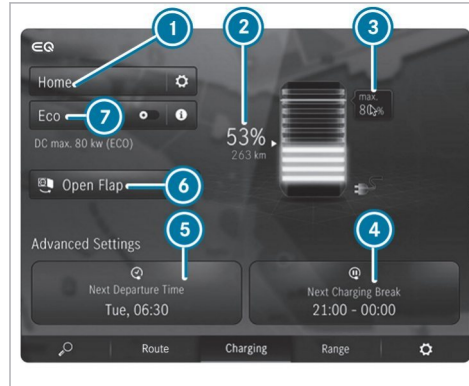 1
2
3
EQ
Home
Eco
7
i
53%
263 km
max.
80 %
DC max. 80 kw (ECO)
Open Flap
6
5
4
Advanced Settings
Next Departure Time
Tue, 06:30
Next Charging Break
21:00 - 00:00
Route
Charging
Range